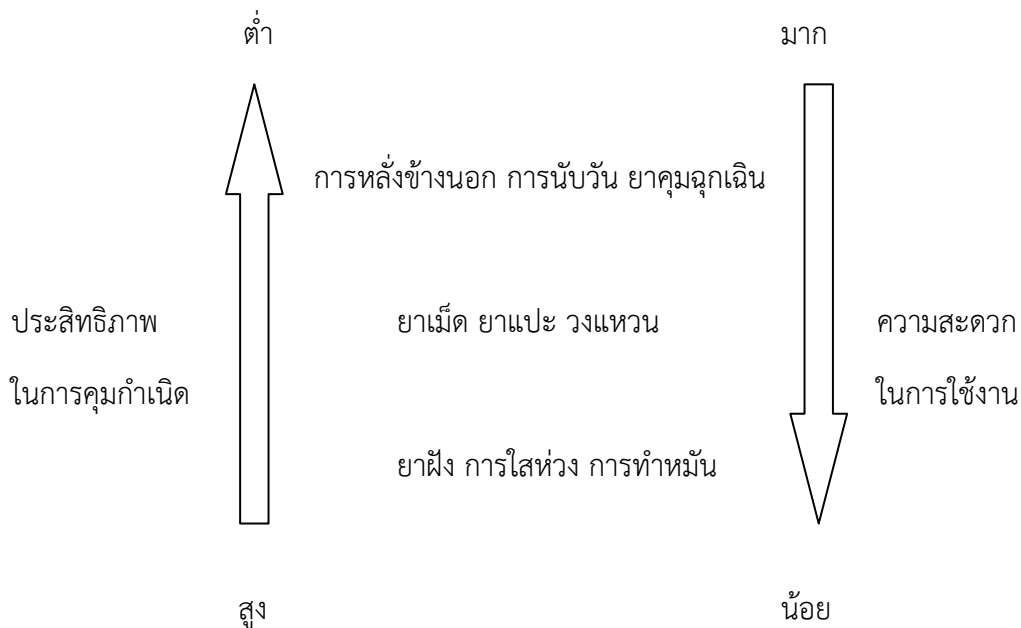 ต่ำ มาก
การหลั่งข้างนอก การนับวัน ยาคุมฉุกเฉิน
ประสิทธิภาพ ยาเม็ด ยาแปะ วงแหวน ความสะดวก
ในการคุมกำเนิด ในการใช้งาน
ยาฝัง การใสห่วง การทำหมัน
สูง น้อย